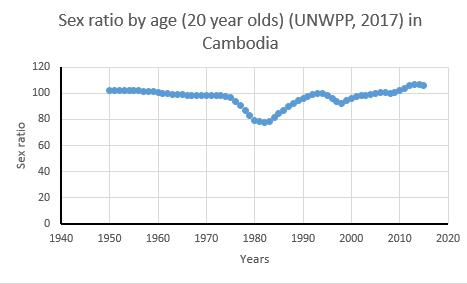 Sex ratio by age (20 year olds) (UNWPP, 2017) in
Cambodia
120
100
80
60
40
20
0
Sex ratio
1940 1950 1960 1970 1980 1990 2000 2010 2020
Years